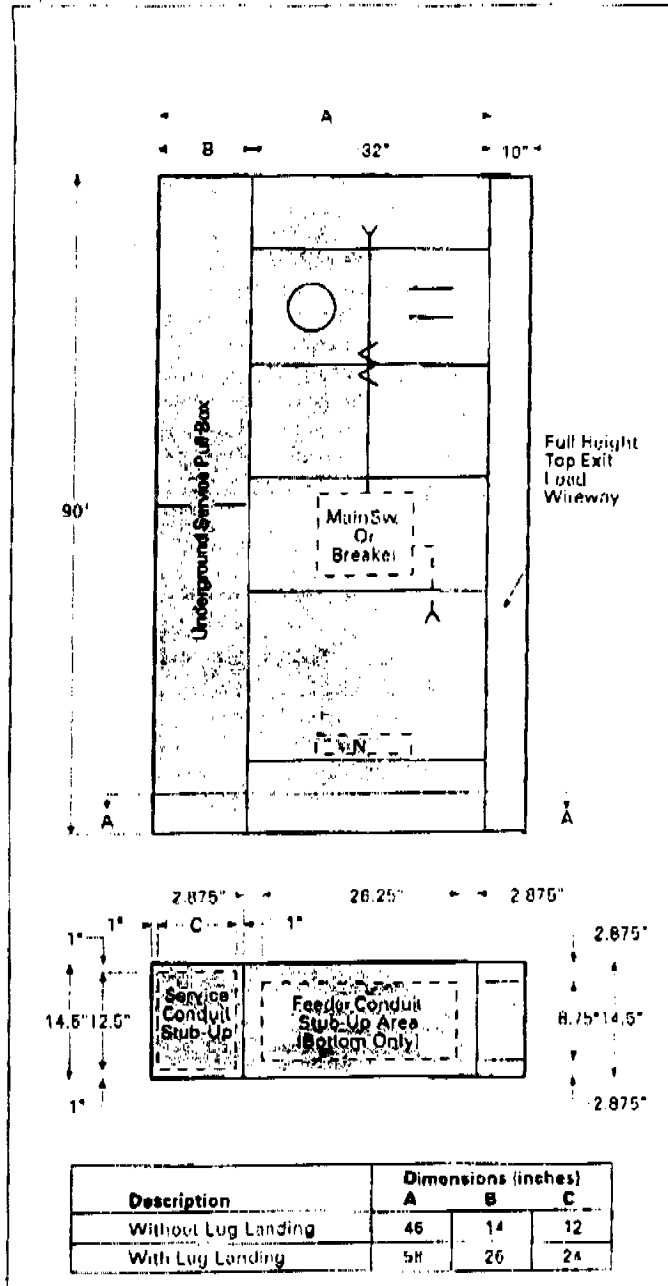 A
B 32" 10"
Underground Service Pull Box
Full Height
Top Exit
Load
Wireway
90"
Main Sw.
Or
Breaker
N
A A
2.875" 26.25" 2.875"
1" C 1"
1" 2.875"
Service
Conduit
Stub-Up
Feeder Conduit
Stub-Up Area
(Bottom Only)
14.5" 12.5" 8.75" 14.5"
1" 2.875"
Dimensions (inches)
Description A B C
Without Lug Landing 46 14 12
With Lug Landing 58 26 24